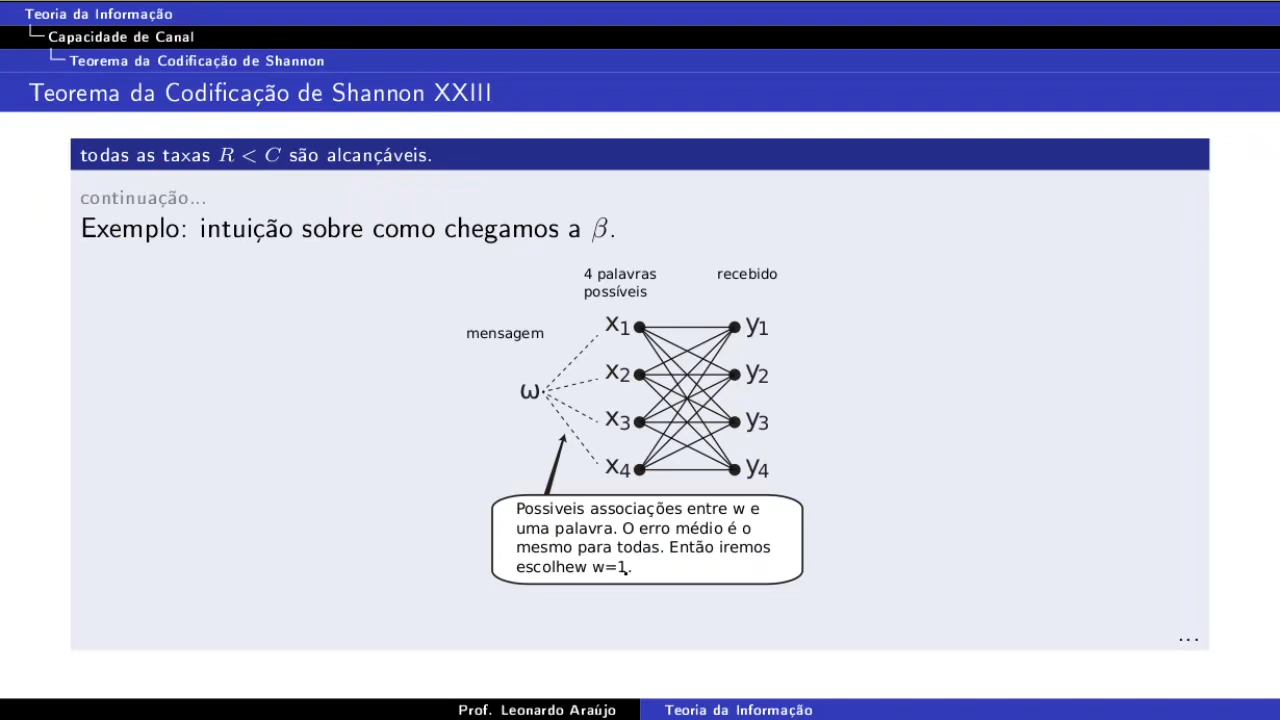 Teoria da Informação
Capacidade de Canal
Teorema da Codificação de Shannon
Teorema da Codificação de Shannon XXIII
todas as taxas R < C são alcançáveis.
continuação...
Exemplo: intuição sobre como chegamos a β.
4 palavras
possíveis
recebido
mensagem
x1
y1
x2
y2
ω
x3
y3
x4
y4
Possiveis associações entre w e
uma palavra. O erro médio é o
mesmo para todas. Então iremos
escolhew w=1.
...
Prof. Leonardo Araújo
Teoria da Informação